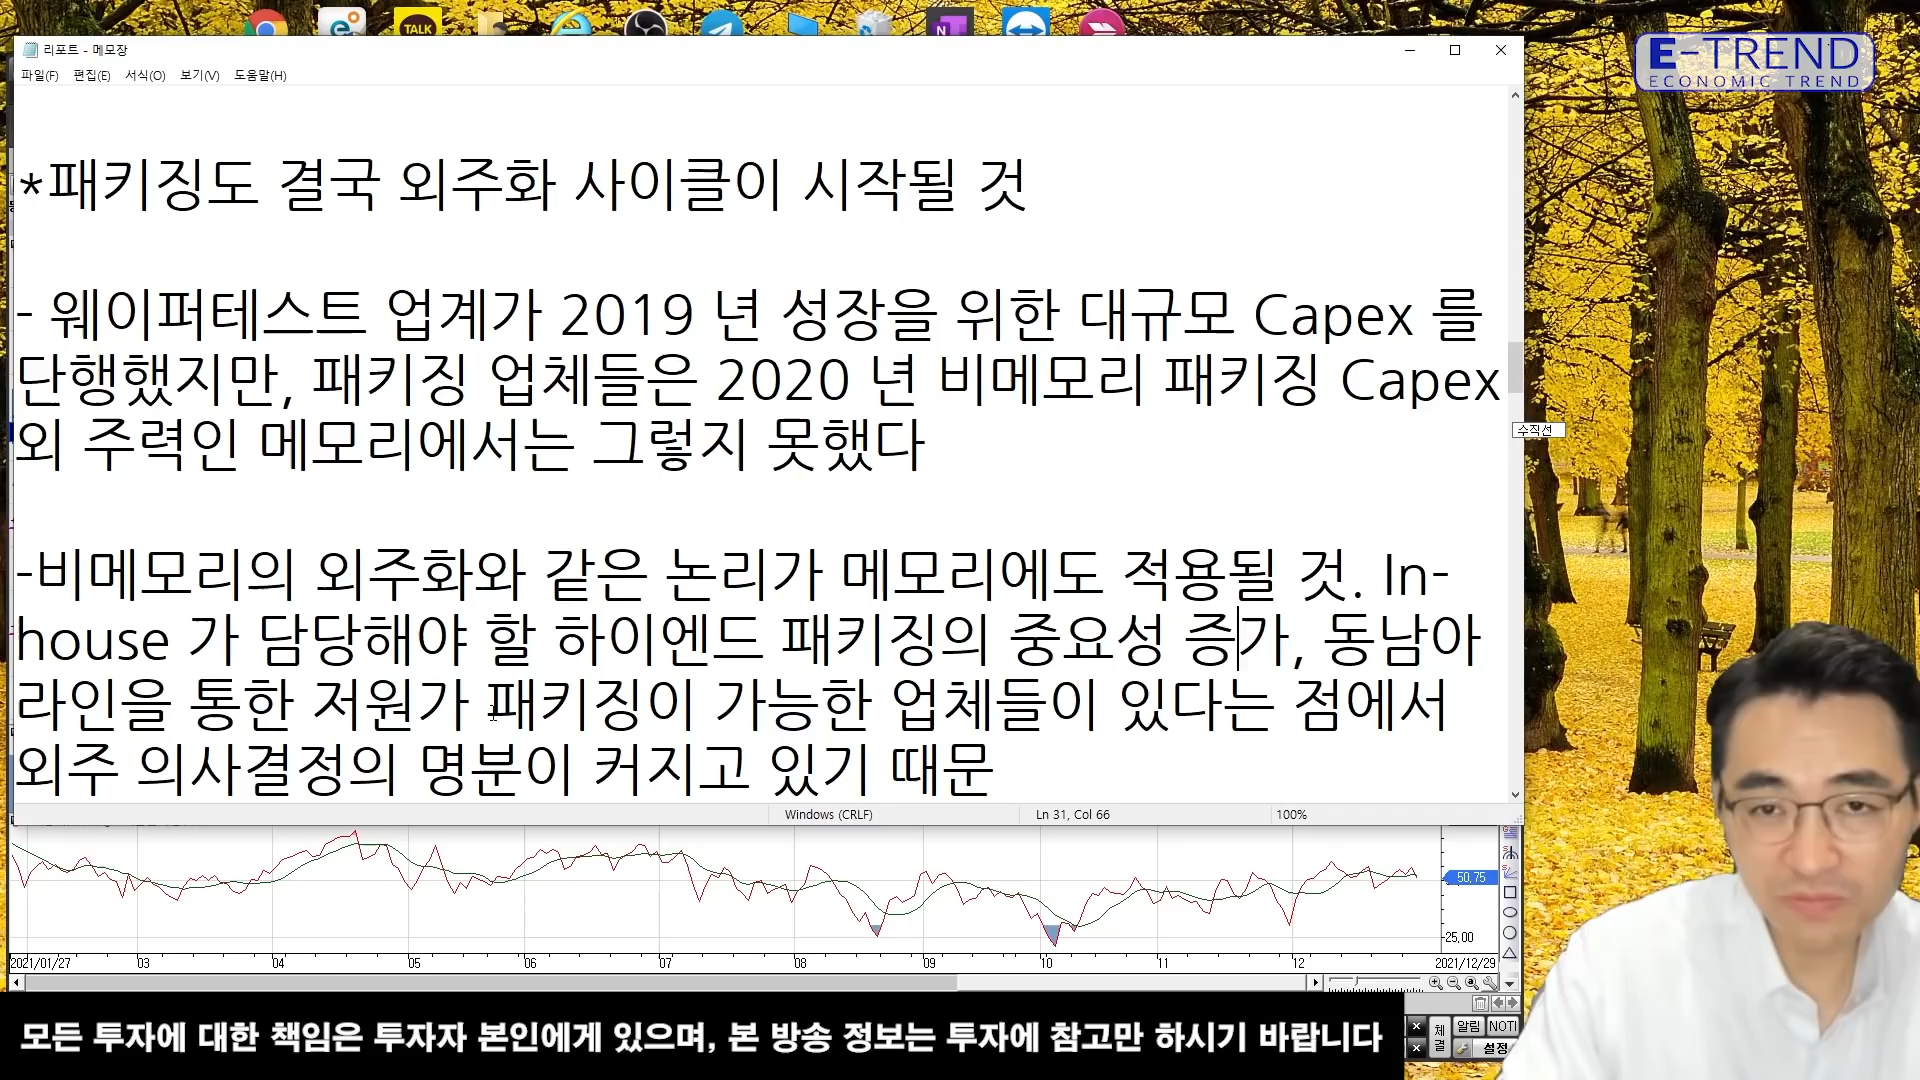 TALK
N
E-TREND
ECONOMIC TREND
리포트 - 메모장
파일(F) 편집(E) 서식(O) 보기(V) 도움말(H)
*패키징도 결국 외주화 사이클이 시작될 것
- 웨이퍼테스트 업계가 2019 년 성장을 위한 대규모 Capex 를
단행했지만, 패키징 업체들은 2020 년 비메모리 패키징 Capex
외 주력인 메모리에서는 그렇지 못했다
수직선
-비메모리의 외주화와 같은 논리가 메모리에도 적용될 것. In-
house 가 담당해야 할 하이엔드 패키징의 중요성 증가, 동남아
라인을 통한 저원가 패키징이 가능한 업체들이 있다는 점에서
외주 의사결정의 명분이 커지고 있기 때문
Windows (CRLF) Ln 31, Col 66 100%
50.75
25.00
2021/01/27 03 04 05 06 07 08 09 10 11 12 2021/12/29
체결 알림 NOTI
설정
모든 투자에 대한 책임은 투자자 본인에게 있으며, 본 방송 정보는 투자에 참고만 하시기 바랍니다